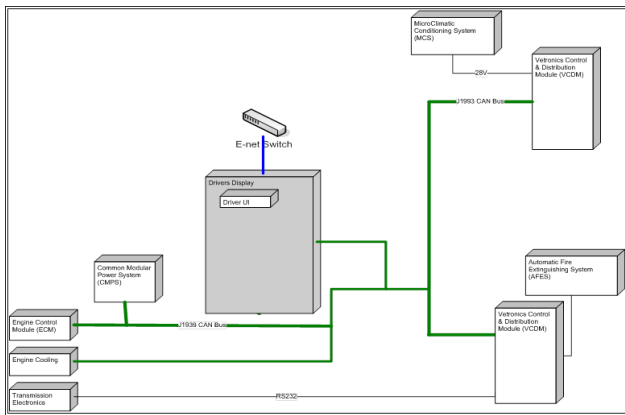 MicroClimatic
Conditioning System
(MCS)
Vetronics Control
& Distribution
Module (VCDM)
28V
J1993 CAN Bus
E-net Switch
Drivers Display
Driver UI
Common Modular
Power System
(CMPS)
Automatic Fire
Extinguishing System
(AFES)
Engine Control
Module (ECM)
J1939 CAN Bus
Vetronics Control
& Distribution
Module (VCDM)
Engine Cooling
Transmission
Electronics
RS232